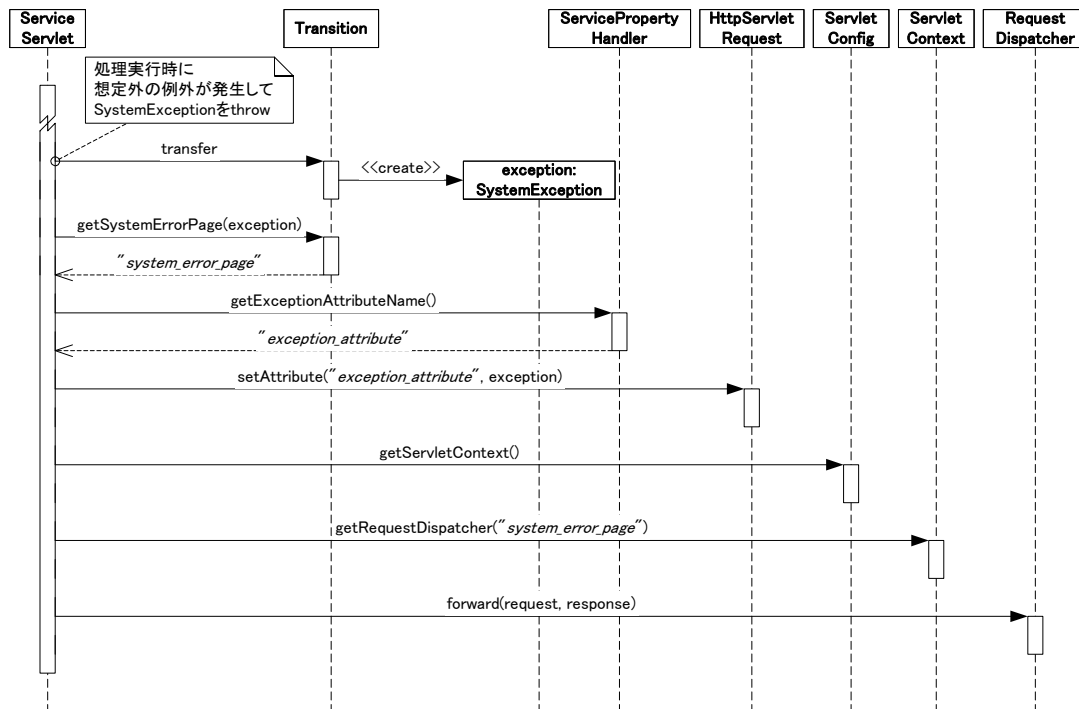 Service
Servlet
Transition
ServiceProperty
Handler
HttpServlet
Request
Servlet
Config
Servlet
Context
Request
Dispatcher
処理実行時に
想定外の例外が発生して
SystemExceptionをthrow
transfer
<<create>>
exception:
SystemException
getSystemErrorPage(exception)
"system_error_page"
getExceptionAttributeName()
"exception_attribute"
setAttribute("exception_attribute", exception)
getServletContext()
getRequestDispatcher("system_error_page")
forward(request, response)